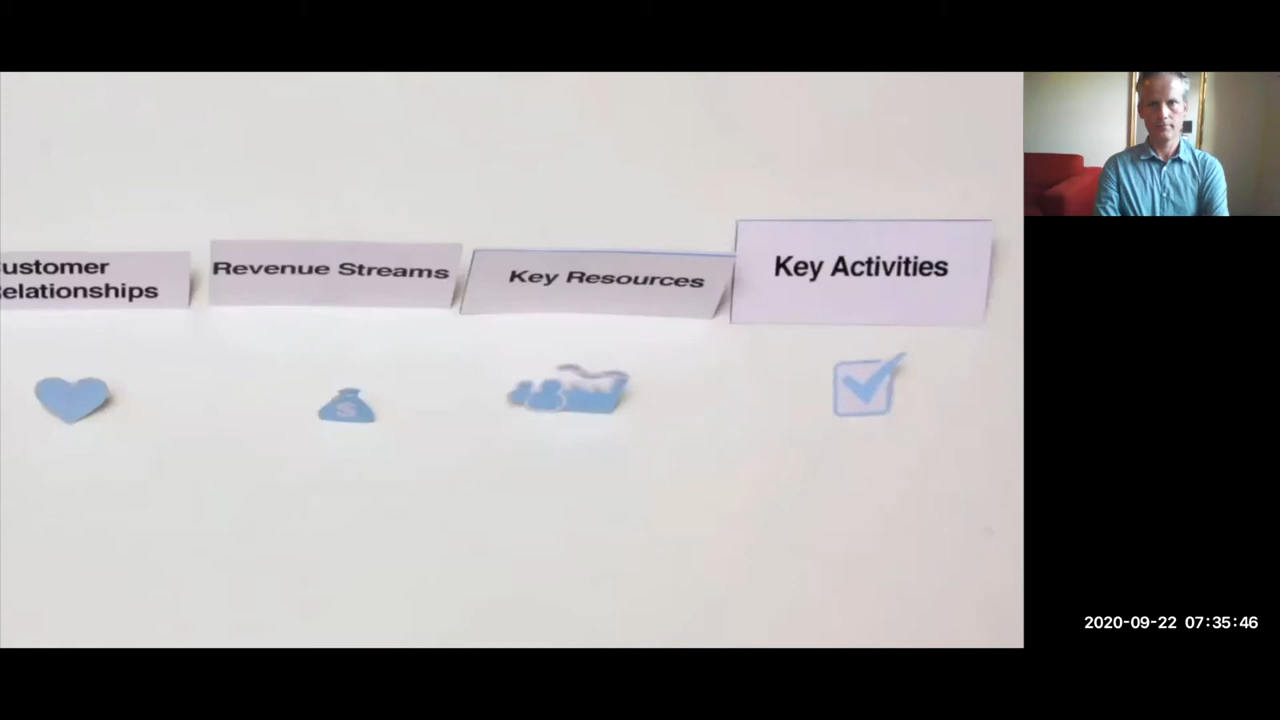 ustomer
elationships
Revenue Streams
Key Resources
Key Activities
$
2020-09-22 07:35:46